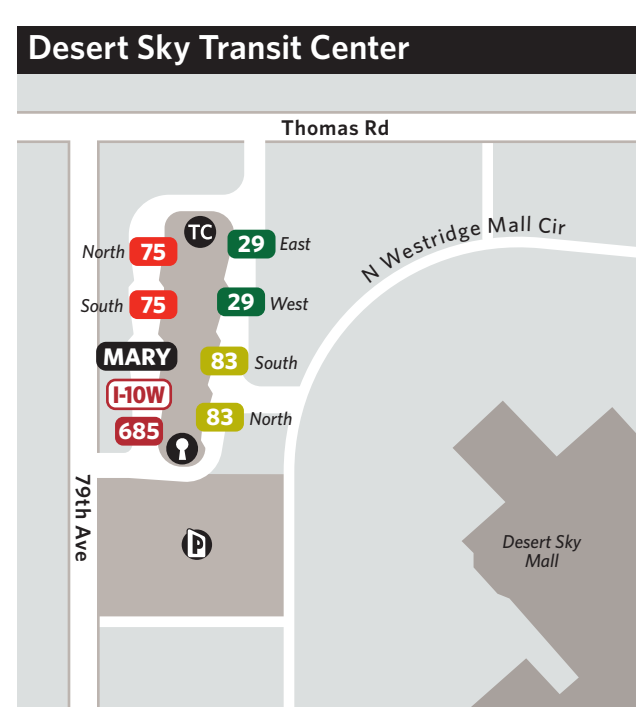 Desert Sky Transit Center
Thomas Rd
N Westridge Mall Cir
TC
North 75
29 East
South 75
29 West
MARY
83 South
I-10W
83 North
685
79th Ave
P
Desert Sky
Mall